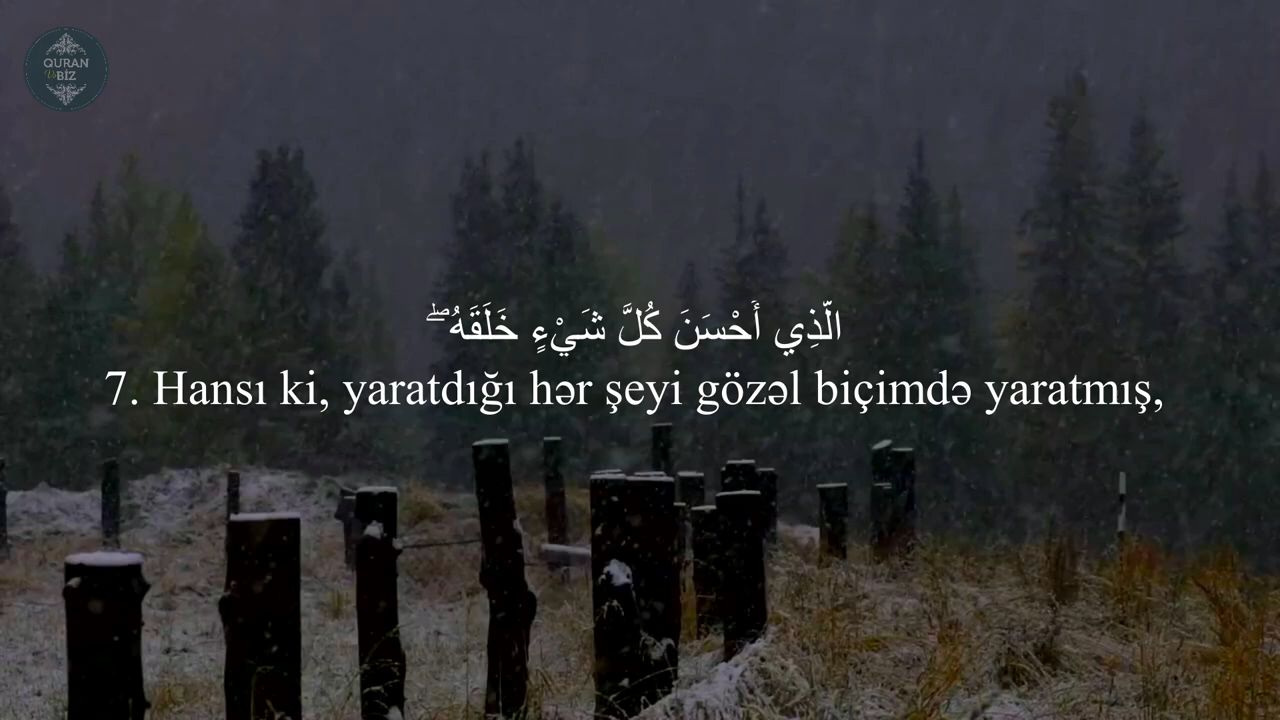 QURAN
Və BİZ
الَّذِي أَحْسَنَ كُلَّ شَيْءٍ خَلَقَهُ ۖ
7. Hansı ki, yaratdığı hər şeyi gözəl biçimdə yaratmış,